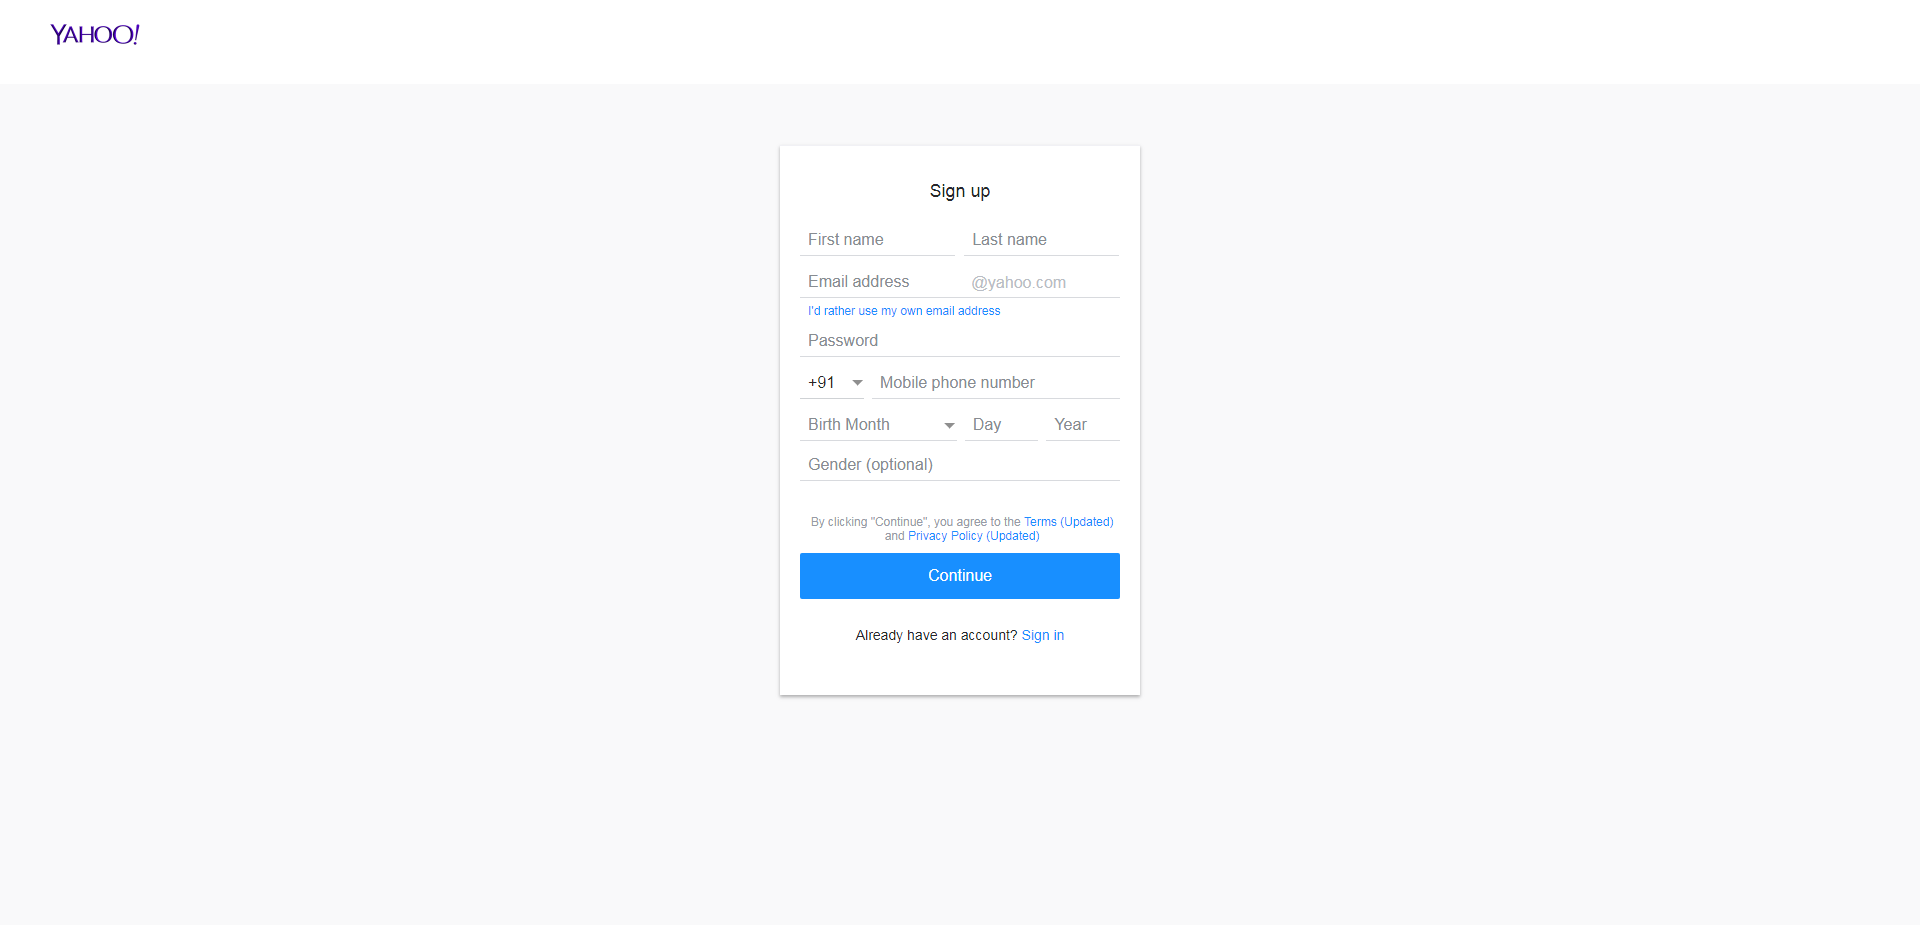 YAHOO!
Sign up
First name Last name
Email address @yahoo.com
I'd rather use my own email address
Password
+91 Mobile phone number
Birth Month Day Year
Gender (optional)
By clicking "Continue", you agree to the Terms (Updated)
and Privacy Policy (Updated)
Continue
Already have an account? Sign in